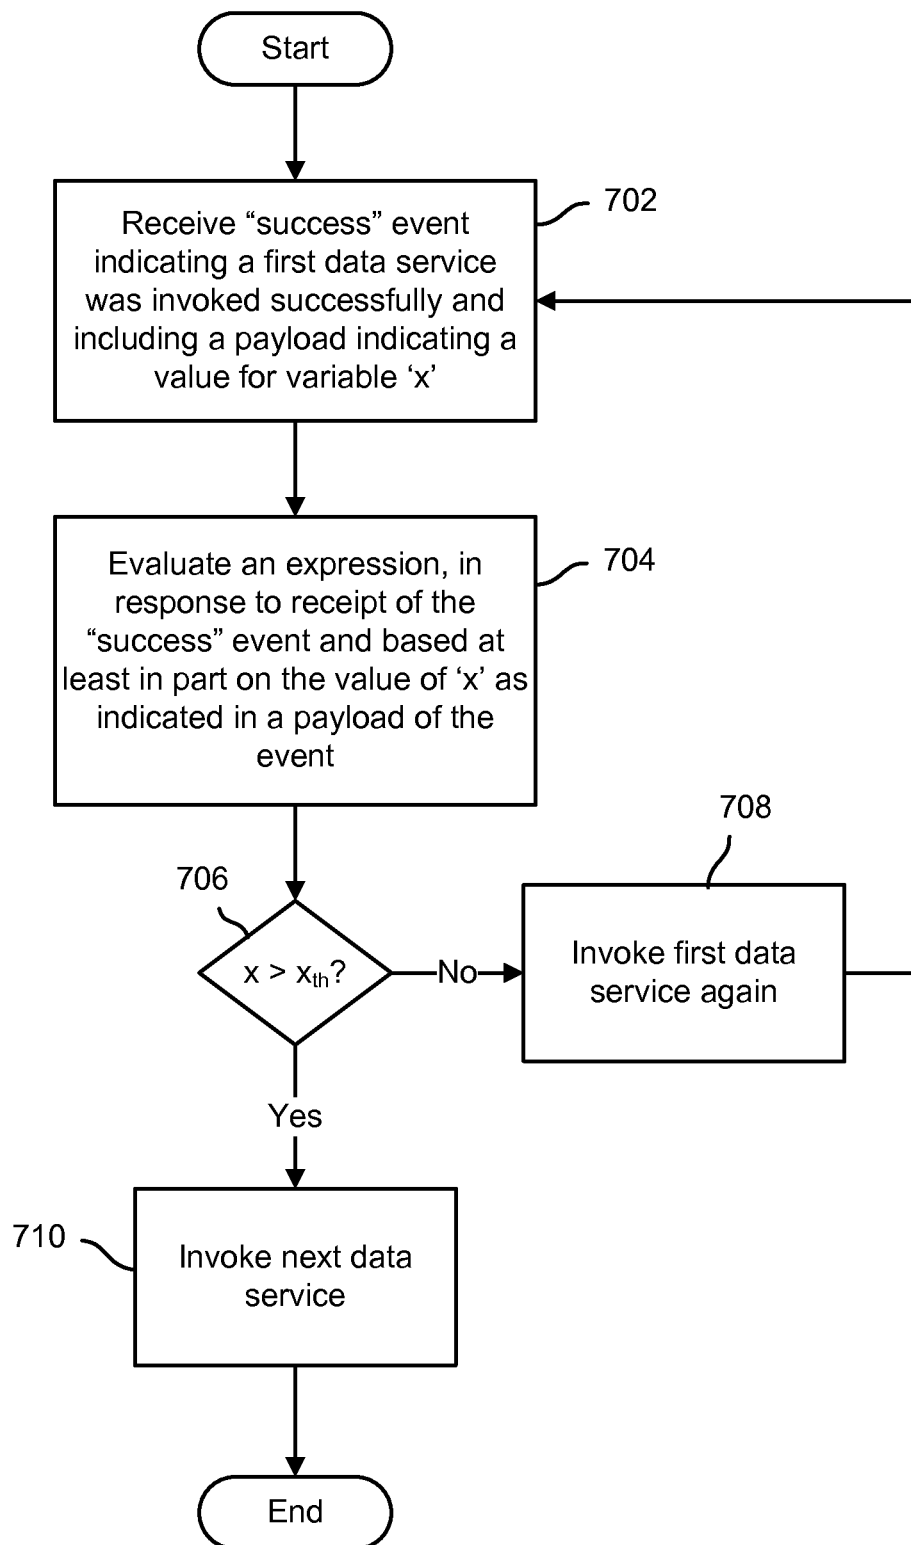 Start
702
Receive “success” event
indicating a first data service
was invoked successfully and
including a payload indicating a
value for variable ‘x’
704
Evaluate an expression, in
response to receipt of the
“success” event and based at
least in part on the value of ‘x’ as
indicated in a payload of the
event
708
706
x > xth?
No
Invoke first data
service again
Yes
710
Invoke next data
service
End